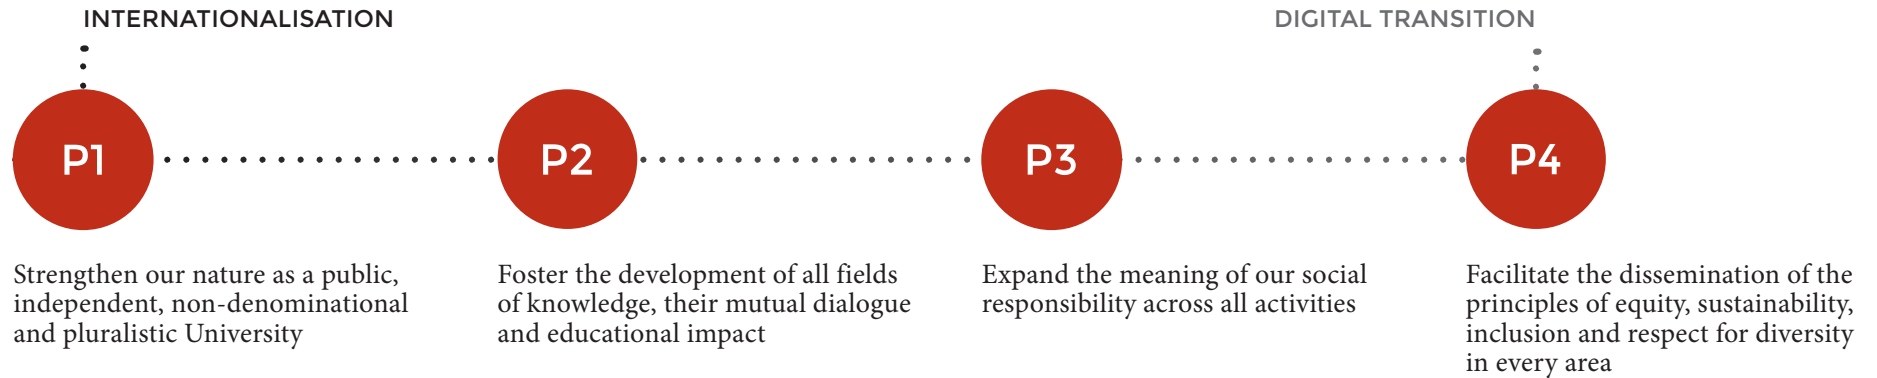 INTERNATIONALISATION
DIGITAL TRANSITION
P1
P2
P3
P4
Strengthen our nature as a public,
independent, non-denominational
and pluralistic University
Foster the development of all fields
of knowledge, their mutual dialogue
and educational impact
Expand the meaning of our social
responsibility across all activities
Facilitate the dissemination of the
principles of equity, sustainability,
inclusion and respect for diversity
in every area